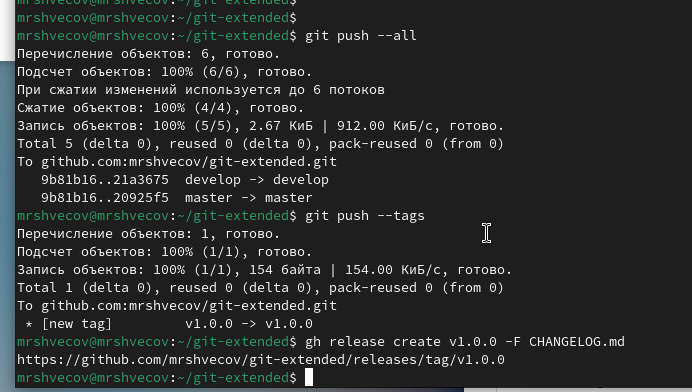 mrshvecov@mrshvecov:~/git-extended$
mrshvecov@mrshvecov:~/git-extended$
mrshvecov@mrshvecov:~/git-extended$ git push --all
Перечисление объектов: 6, готово.
Подсчет объектов: 100% (6/6), готово.
При сжатии изменений используется до 6 потоков
Сжатие объектов: 100% (4/4), готово.
Запись объектов: 100% (5/5), 2.67 КиБ | 912.00 КиБ/с, готово.
Total 5 (delta 0), reused 0 (delta 0), pack-reused 0 (from 0)
To github.com:mrshvecov/git-extended.git
9b81b16..21a3675  develop -> develop
9b81b16..20925f5  master -> master
mrshvecov@mrshvecov:~/git-extended$ git push --tags
Перечисление объектов: 1, готово.
Подсчет объектов: 100% (1/1), готово.
Запись объектов: 100% (1/1), 154 байта | 154.00 КиБ/с, готово.
Total 1 (delta 0), reused 0 (delta 0), pack-reused 0 (from 0)
To github.com:mrshvecov/git-extended.git
* [new tag]         v1.0.0 -> v1.0.0
mrshvecov@mrshvecov:~/git-extended$ gh release create v1.0.0 -F CHANGELOG.md
https://github.com/mrshvecov/git-extended/releases/tag/v1.0.0
mrshvecov@mrshvecov:~/git-extended$